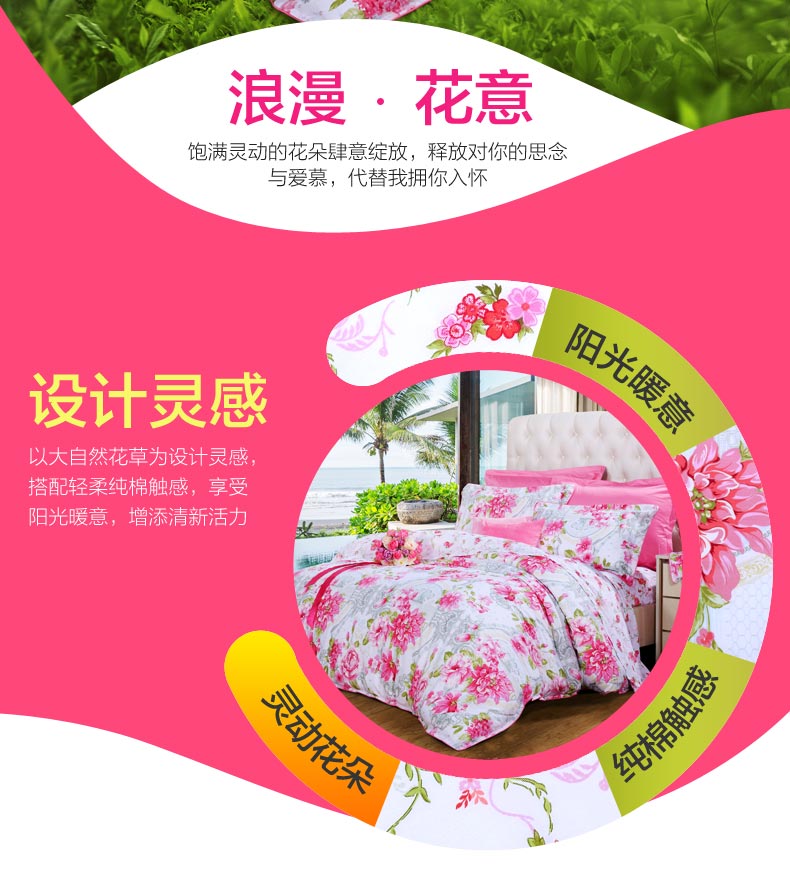 浪漫 · 花意
饱满灵动的花朵肆意绽放，释放对你的思念
与爱慕，代替我拥你入怀
设计灵感
以大自然花草为设计灵感，
搭配轻柔纯棉触感，享受
阳光暖意，增添清新活力
阳光暖意
纯棉触感
灵动花朵